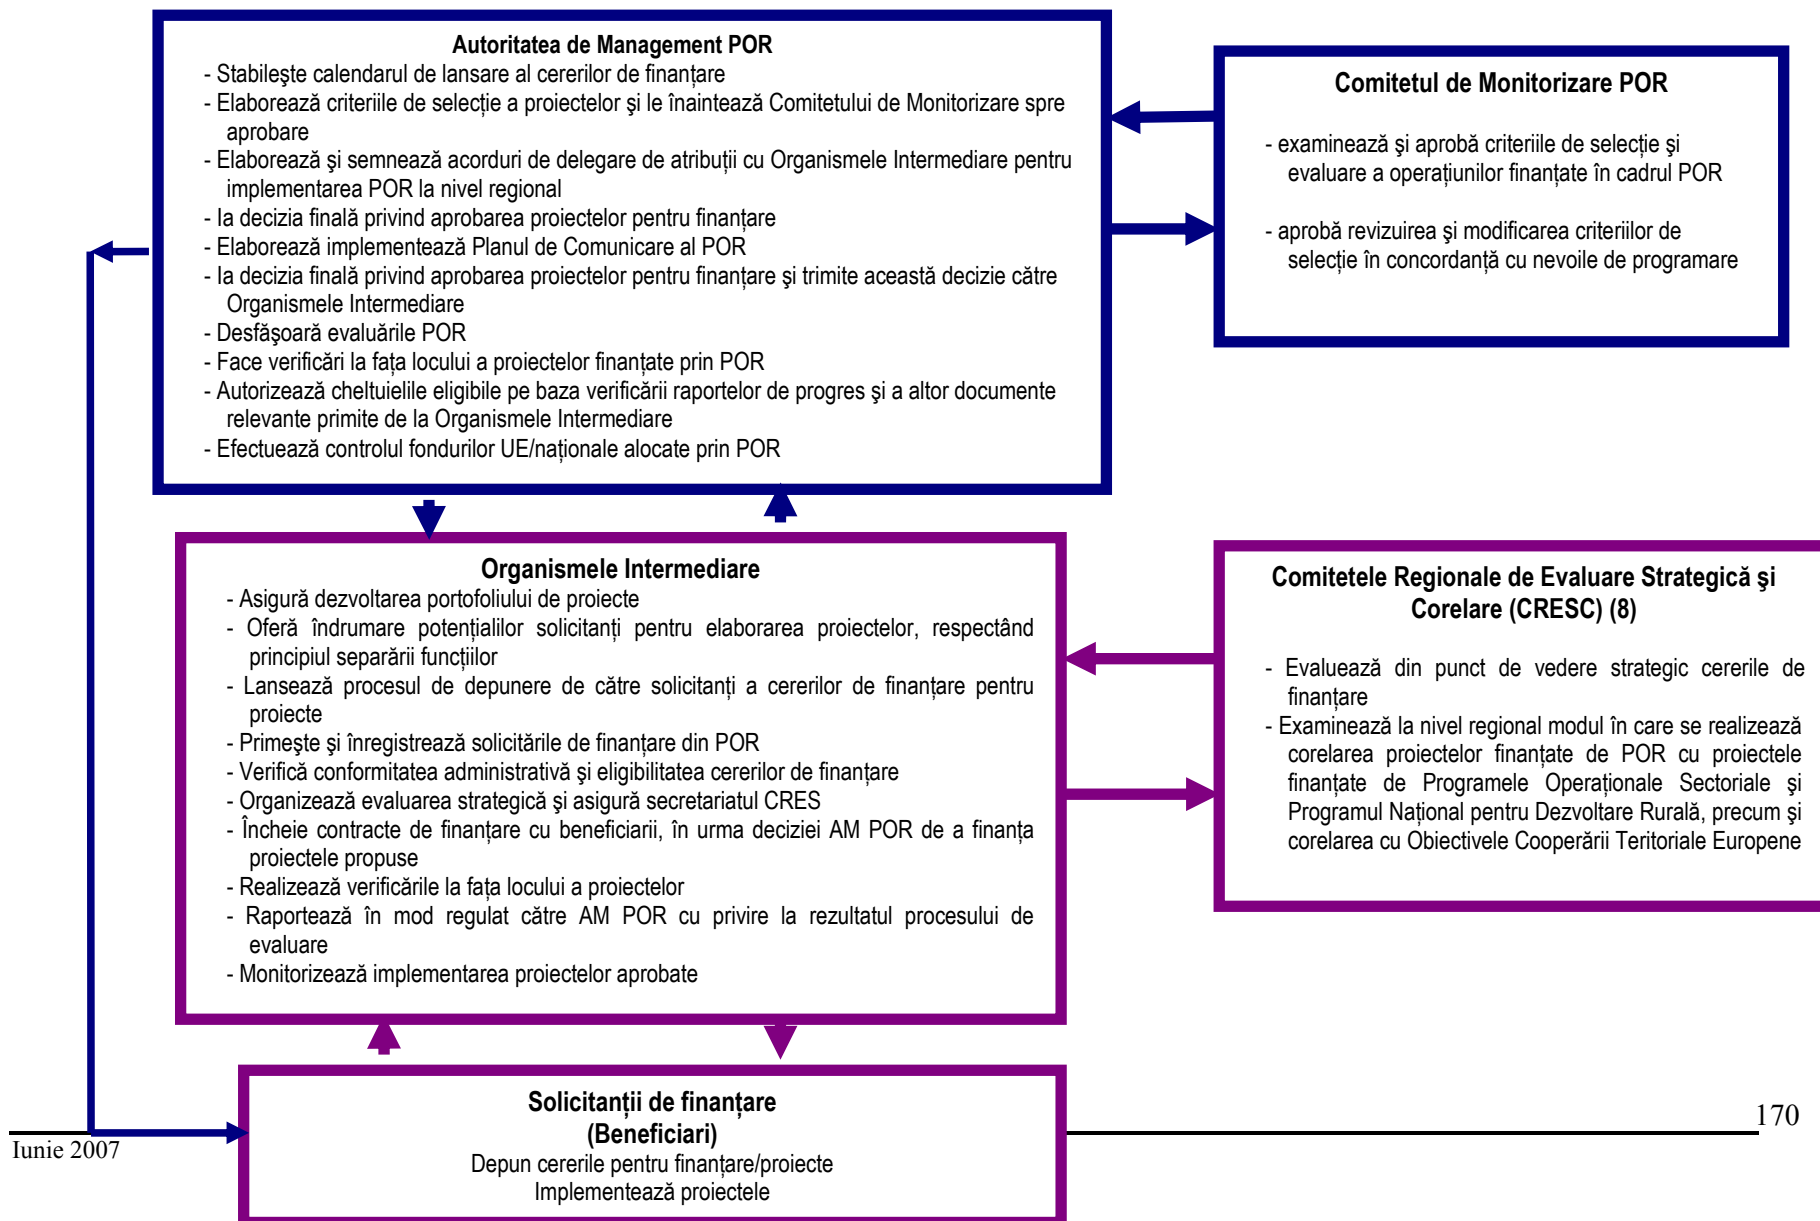 Autoritatea de Management POR
- Stabileşte calendarul de lansare al cererilor de finanțare
- Elaborează criteriile de selecție a proiectelor şi le înaintează Comitetului de Monitorizare spre
aprobare
- Elaborează şi semnează acorduri de delegare de atribuții cu Organismele Intermediare pentru
implementarea POR la nivel regional
- Ia decizia finală privind aprobarea proiectelor pentru finanțare
- Elaborează implementează Planul de Comunicare al POR
- Ia decizia finală privind aprobarea proiectelor pentru finanțare şi trimite această decizie către
Organismele Intermediare
- Desfăşoară evaluările POR
- Face verificări la fața locului a proiectelor finanțate prin POR
- Autorizează cheltuielile eligibile pe baza verificării raportelor de progres şi a altor documente
relevante primite de la Organismele Intermediare
- Efectuează controlul fondurilor UE/naționale alocate prin POR
Comitetul de Monitorizare POR
- examinează şi aprobă criteriile de selecție şi
evaluare a operațiunilor finanțate în cadrul POR
- aprobă revizuirea şi modificarea criteriilor de
selecție în concordanță cu nevoile de programare
Organismele Intermediare
- Asigură dezvoltarea portofoliului de proiecte
- Oferă îndrumare potențialilor solicitanți pentru elaborarea proiectelor, respectând
principiul separării funcțiilor
- Lansează procesul de depunere de către solicitanți a cererilor de finanțare pentru
proiecte
- Primeşte şi înregistrează solicitările de finanțare din POR
- Verifică conformitatea administrativă şi eligibilitatea cererilor de finanțare
- Organizează evaluarea strategică şi asigură secretariatul CRES
- Încheie contracte de finanțare cu beneficiarii, în urma deciziei AM POR de a finanța
proiectele propuse
- Realizează verificările la fața locului a proiectelor
- Raportează în mod regulat către AM POR cu privire la rezultatul procesului de
evaluare
- Monitorizează implementarea proiectelor aprobate
Comitetele Regionale de Evaluare Strategică şi
Corelare (CRESC) (8)
- Evaluează din punct de vedere strategic cererile de
finanțare
- Examinează la nivel regional modul în care se realizează
corelarea proiectelor finanțate de POR cu proiectele
finanțate de Programele Operaționale Sectoriale şi
Programul Național pentru Dezvoltare Rurală, precum şi
corelarea cu Obiectivele Cooperării Teritoriale Europene
Solicitanții de finanțare
(Beneficiari)
Depun cererile pentru finanțare/proiecte
Implementează proiectele
170
Iunie 2007